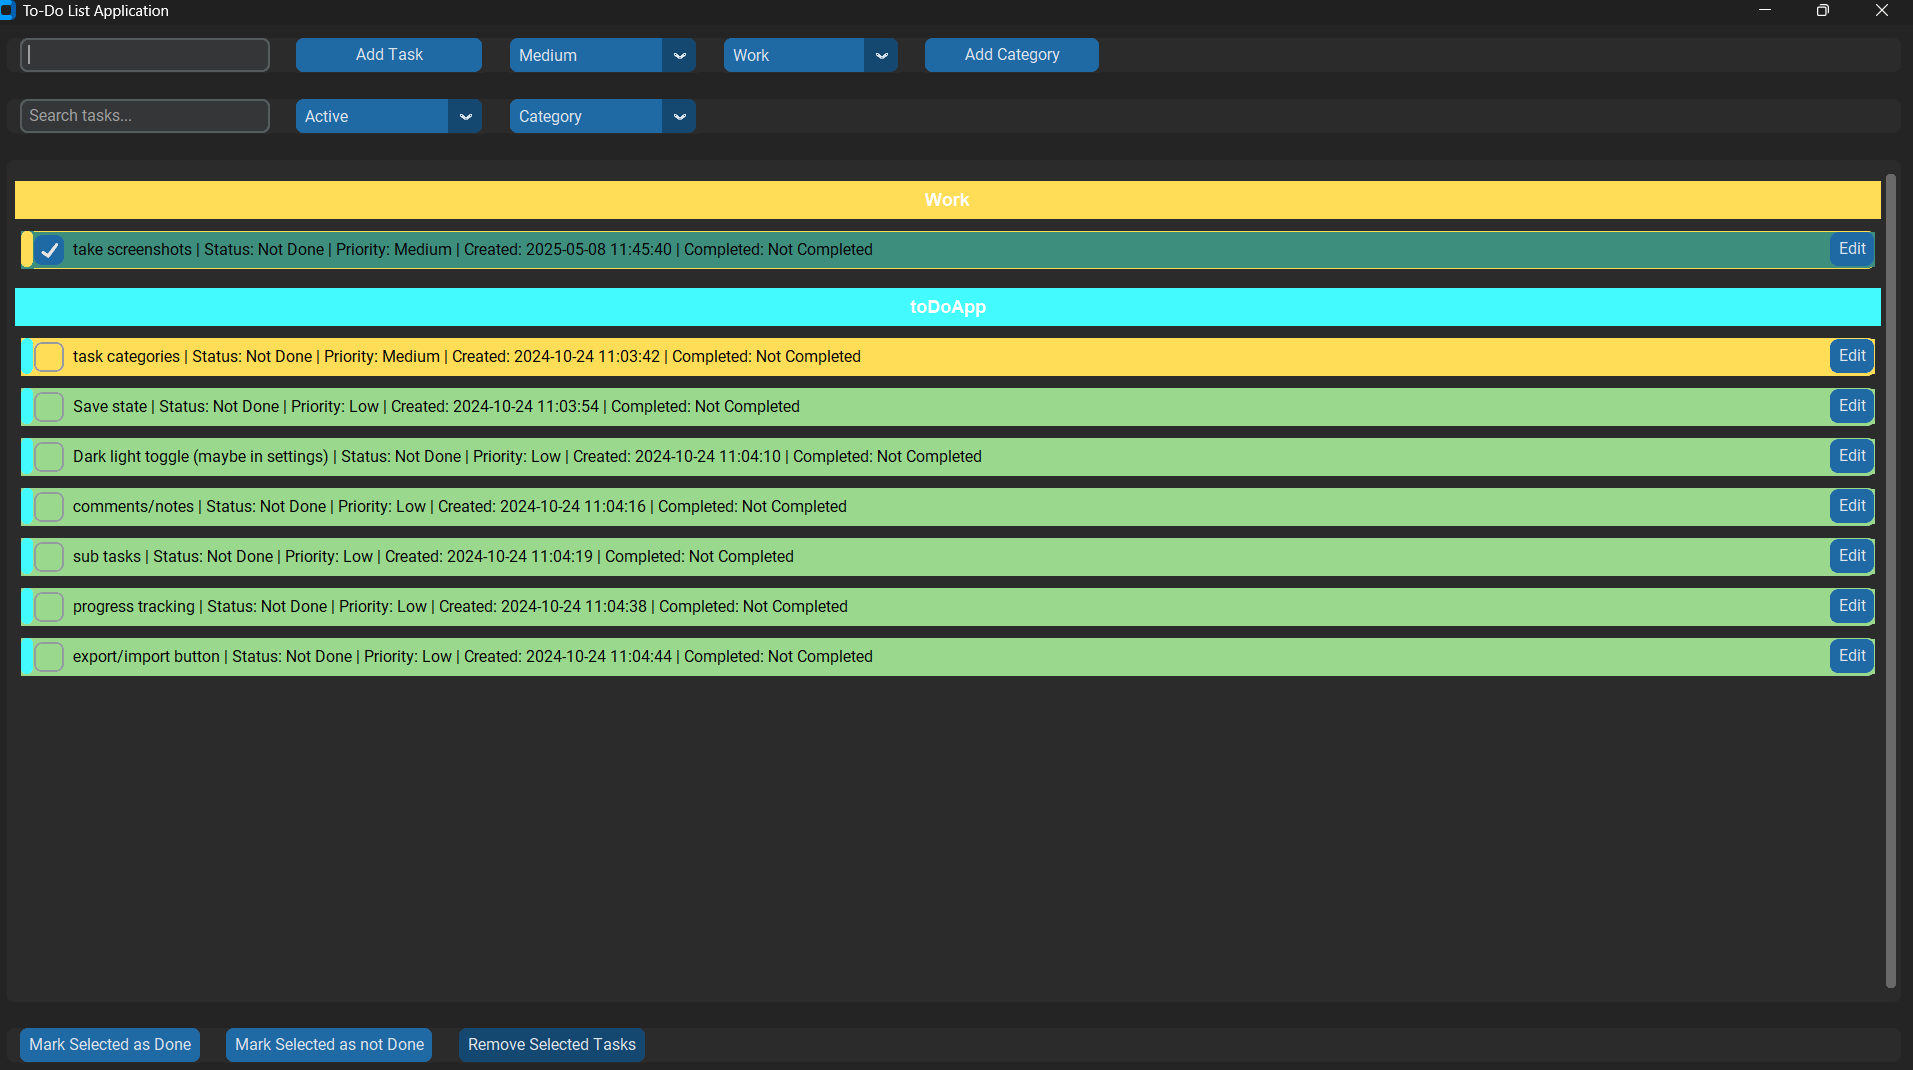 To-Do List Application
Add Task Medium Work Add Category
Search tasks... Active Category
Work
take screenshots | Status: Not Done | Priority: Medium | Created: 2025-05-08 11:45:40 | Completed: Not Completed Edit
toDoApp
task categories | Status: Not Done | Priority: Medium | Created: 2024-10-24 11:03:42 | Completed: Not Completed Edit
Save state | Status: Not Done | Priority: Low | Created: 2024-10-24 11:03:54 | Completed: Not Completed Edit
Dark light toggle (maybe in settings) | Status: Not Done | Priority: Low | Created: 2024-10-24 11:04:10 | Completed: Not Completed Edit
comments/notes | Status: Not Done | Priority: Low | Created: 2024-10-24 11:04:16 | Completed: Not Completed Edit
sub tasks | Status: Not Done | Priority: Low | Created: 2024-10-24 11:04:19 | Completed: Not Completed Edit
progress tracking | Status: Not Done | Priority: Low | Created: 2024-10-24 11:04:38 | Completed: Not Completed Edit
export/import button | Status: Not Done | Priority: Low | Created: 2024-10-24 11:04:44 | Completed: Not Completed Edit
Mark Selected as Done Mark Selected as not Done Remove Selected Tasks